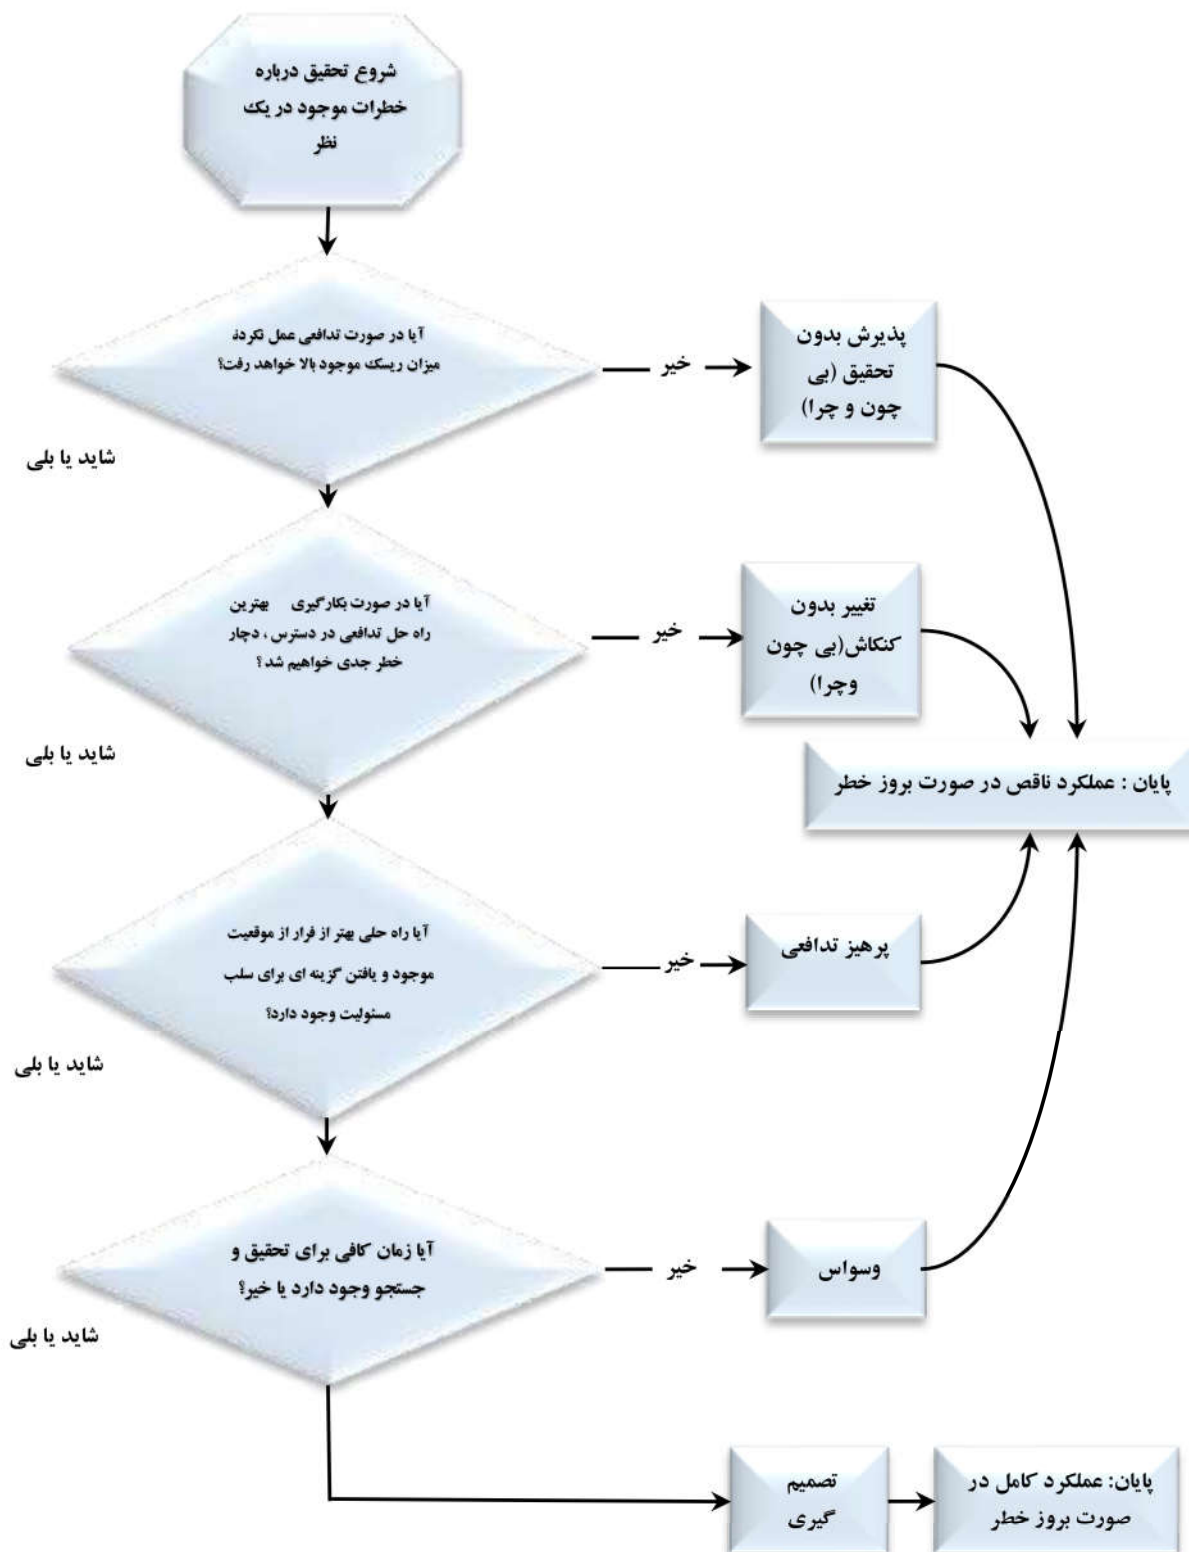 شروع تحقیق درباره
خطرات موجود در یک
نظر
آیا در صورت تدافعی عمل نکردن
میزان ریسک موجود بالا خواهد رفت؟
خیر
پذیرش بدون
تحقیق (بی
چون و چرا)
شاید یا بلی
آیا در صورت بکارگیری بهترین
راه حل تدافعی در دسترس ، دچار
خطر جدی خواهیم شد ؟
خیر
تغییر بدون
کنکاش(بی چون
وچرا)
شاید یا بلی
پایان : عملکرد ناقص در صورت بروز خطر
آیا راه حلی بهتر از فرار از موقعیت
موجود و یافتن گزینه ای برای سلب
مسئولیت وجود دارد؟
خیر
پرهیز تدافعی
شاید یا بلی
آیا زمان کافی برای تحقیق و
جستجو وجود دارد یا خیر؟
خیر
وسواس
شاید یا بلی
تصمیم
گیری
پایان: عملکرد کامل در
صورت بروز خطر